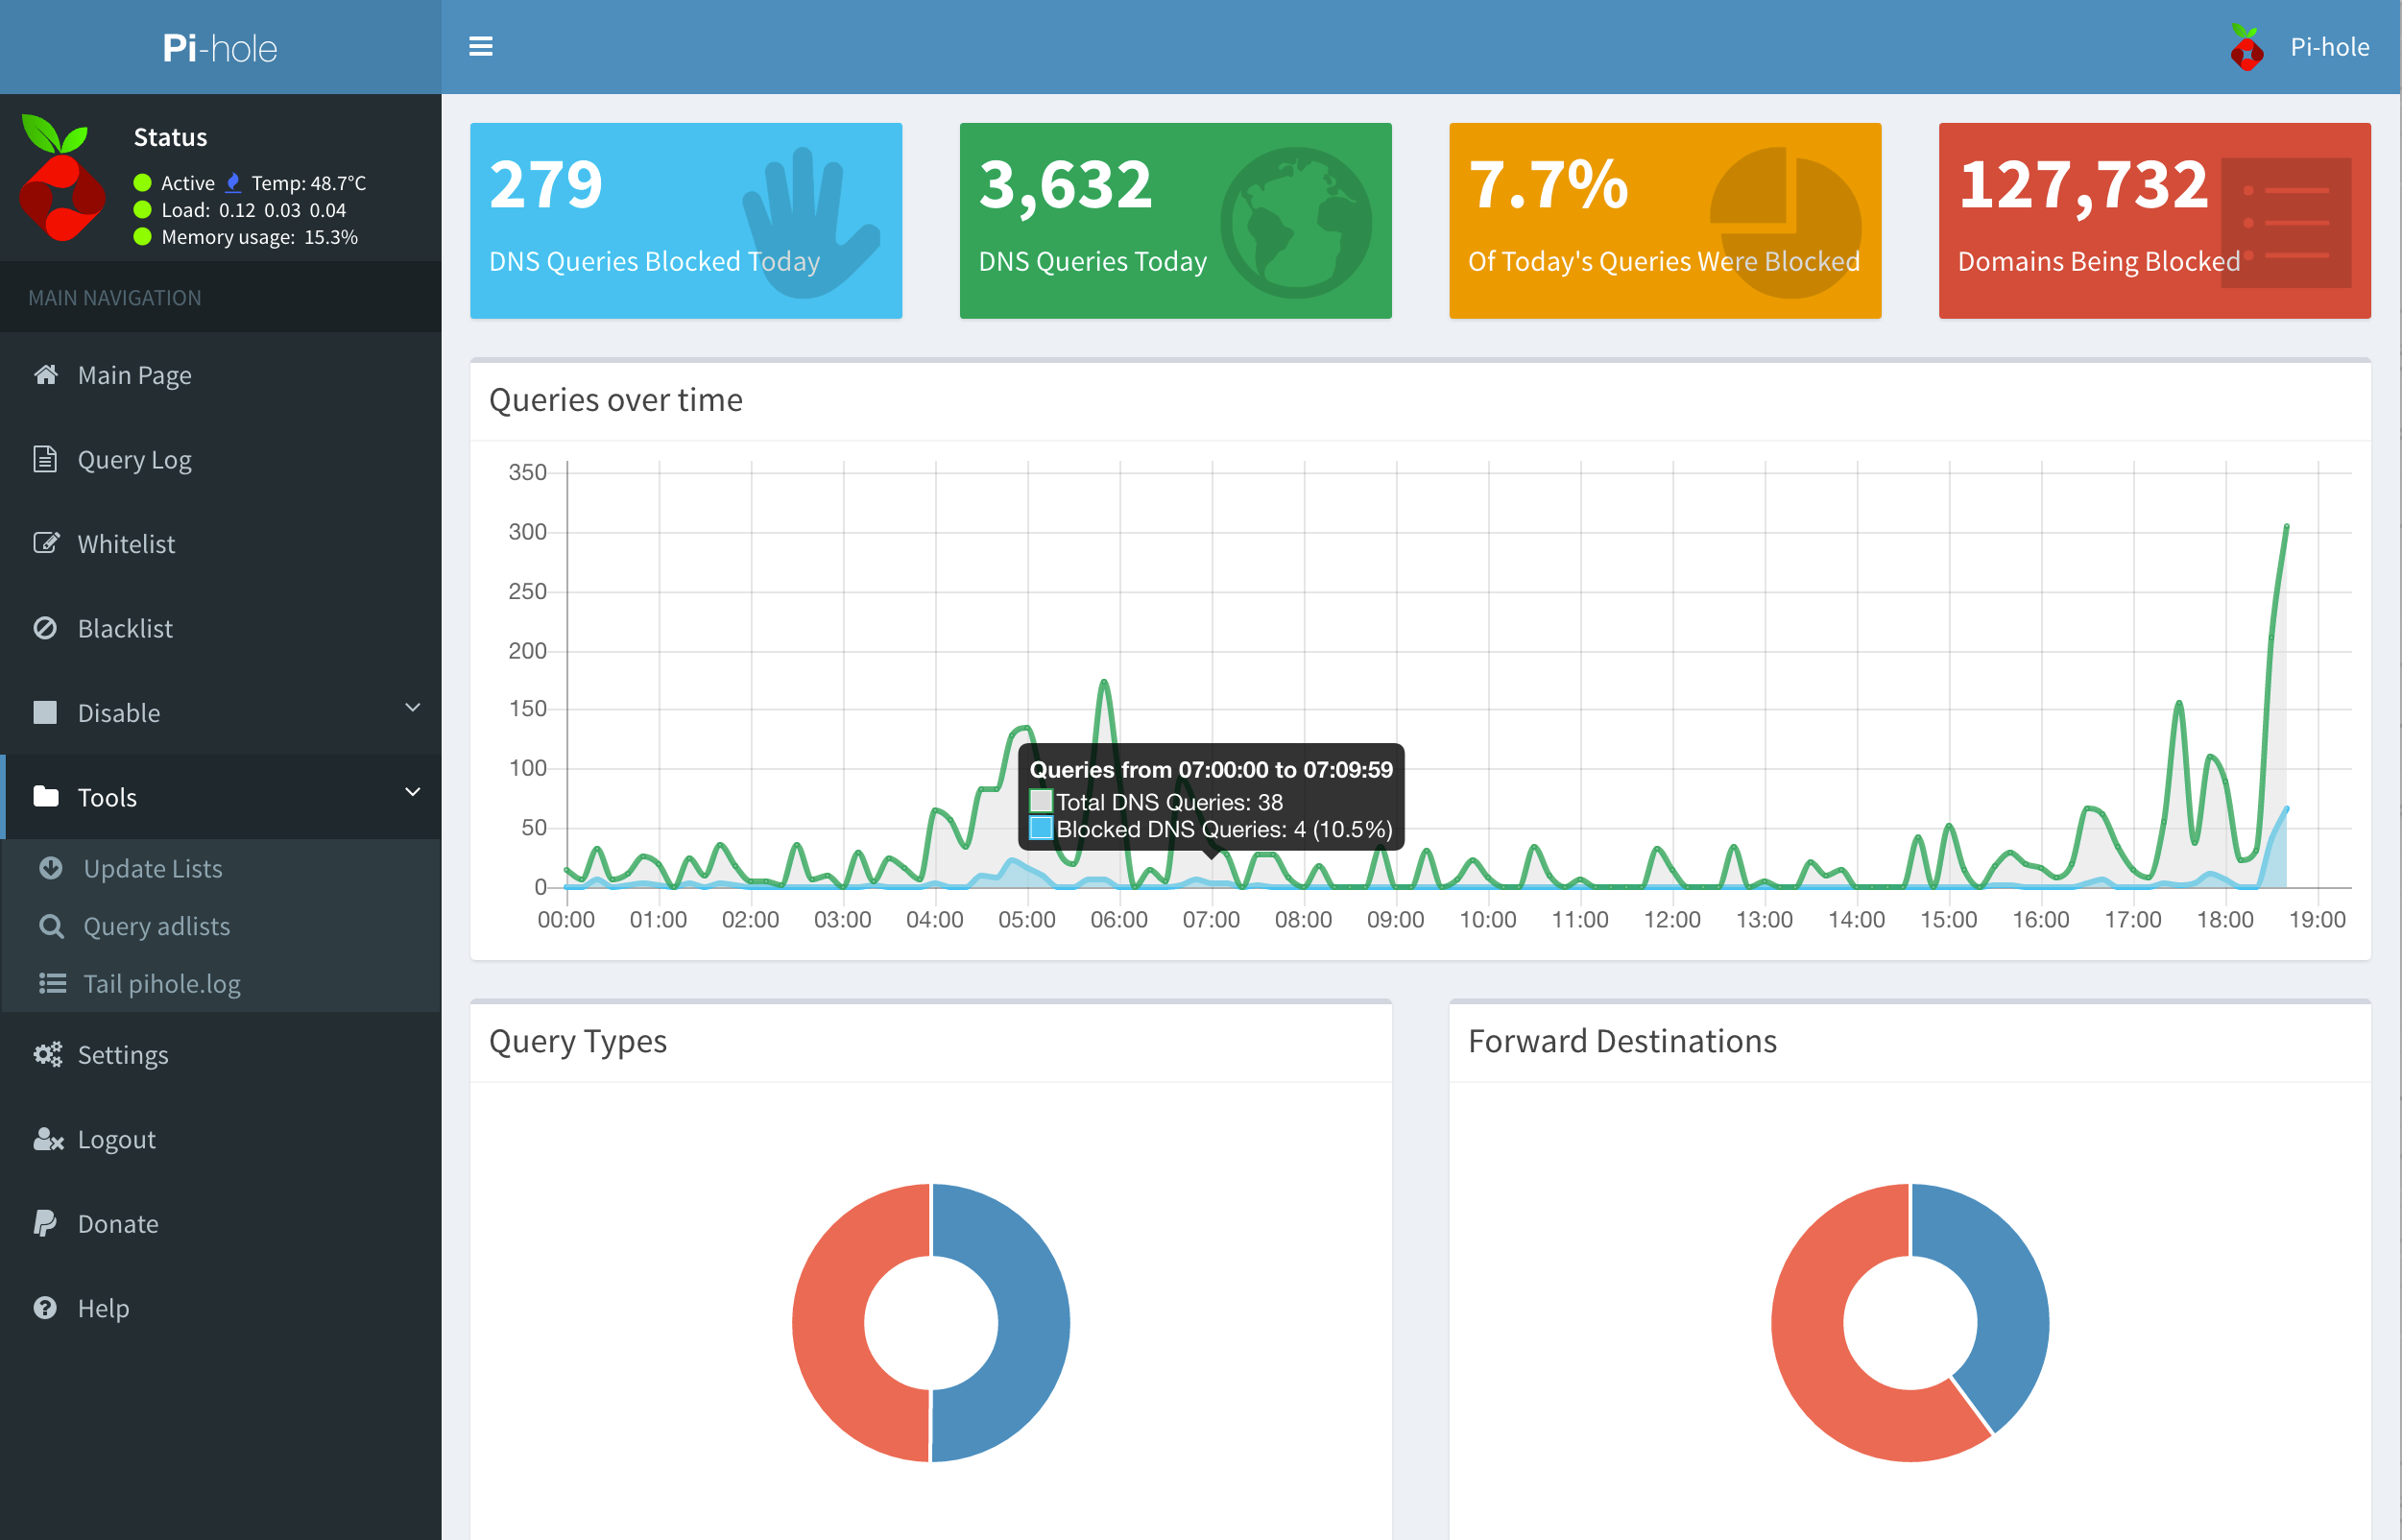 Pi-hole
Pi-hole
Status
Active Temp: 48.7°C
Load: 0.12 0.03 0.04
Memory usage: 15.3%
MAIN NAVIGATION
Main Page
Query Log
Whitelist
Blacklist
Disable
Tools
Update Lists
Query adlists
Tail pihole.log
Settings
Logout
Donate
Help
279
DNS Queries Blocked Today
3,632
DNS Queries Today
7.7%
Of Today's Queries Were Blocked
127,732
Domains Being Blocked
Queries over time
350
300
250
200
150
100
50
0
Queries from 07:00:00 to 07:09:59
Total DNS Queries: 38
Blocked DNS Queries: 4 (10.5%)
00:00 01:00 02:00 03:00 04:00 05:00 06:00 07:00 08:00 09:00 10:00 11:00 12:00 13:00 14:00 15:00 16:00 17:00 18:00 19:00
Query Types
Forward Destinations